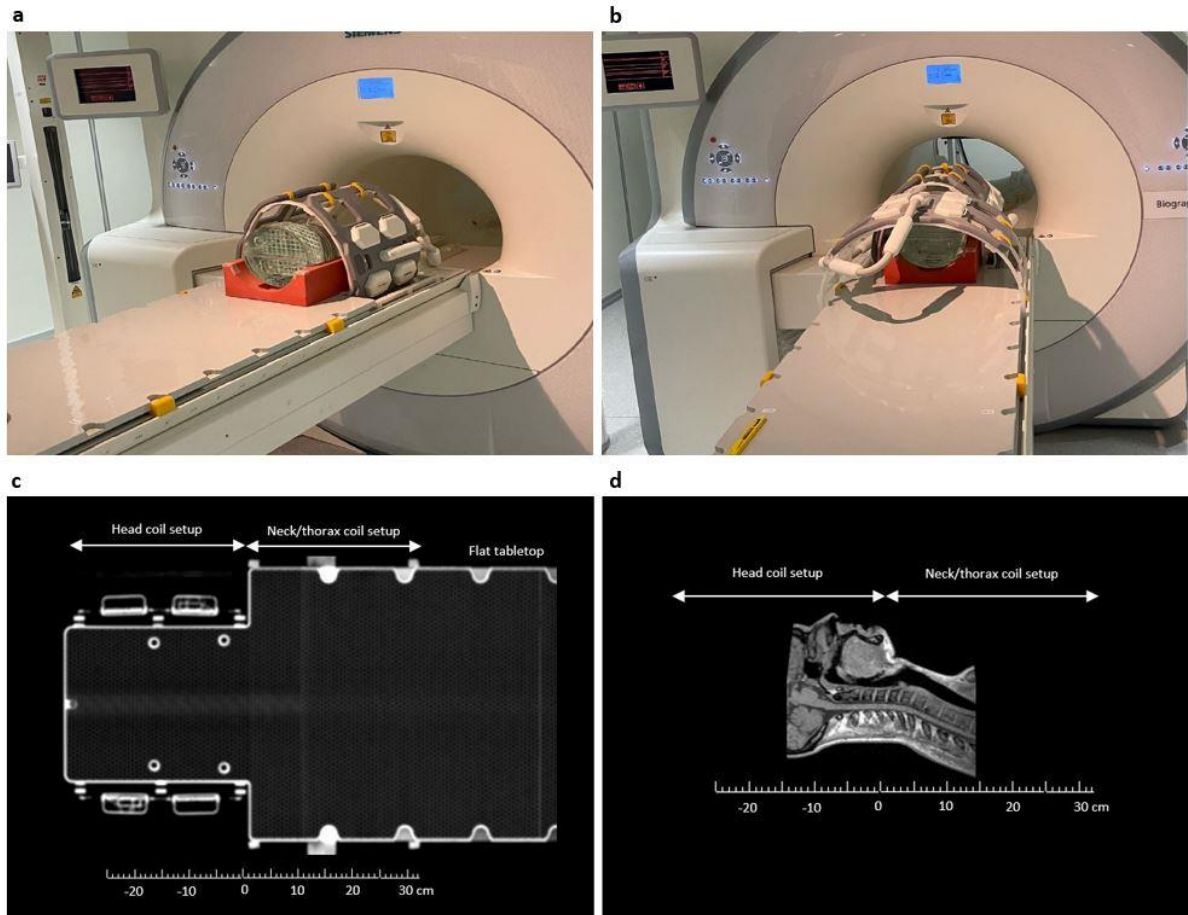 a
b
SIEMENS
Biograp
c
d
Head coil setup
Neck/thorax coil setup
Flat tabletop
-20 -10 0 10 20 30 cm
Head coil setup
Neck/thorax coil setup
-20 -10 0 10 20 30 cm